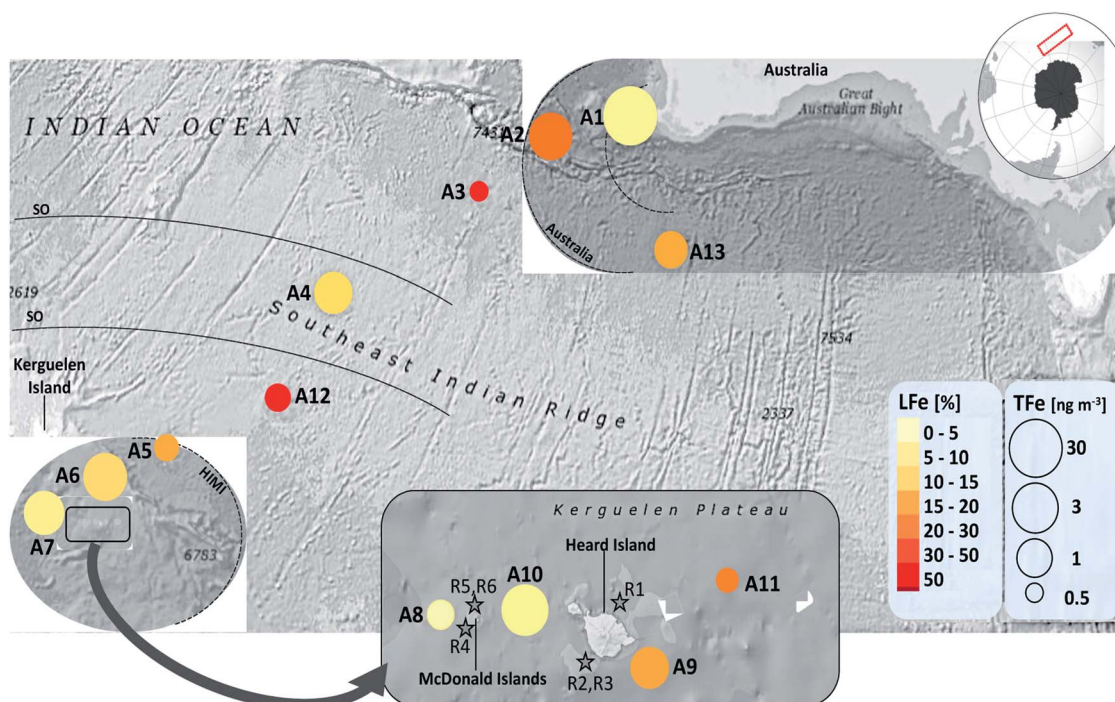 Australia
Great
Australian Bight
INDIAN OCEAN
A1
A2
A3
SO
Australia
A13
A4
2619
SO
Southeast Indian Ridge
7534
Kerguelen
Island
A12
2337
LFe [%]
0 - 5
5 - 10
10 - 15
15 - 20
20 - 30
30 - 50
50
TFe [ng m⁻³]
30
3
1
0.5
A5
HIMI
A6
A7
6783
Kerguelen Plateau
Heard Island
A10
A11
R5,R6
R1
A8
R4
A9
McDonald Islands
R2,R3